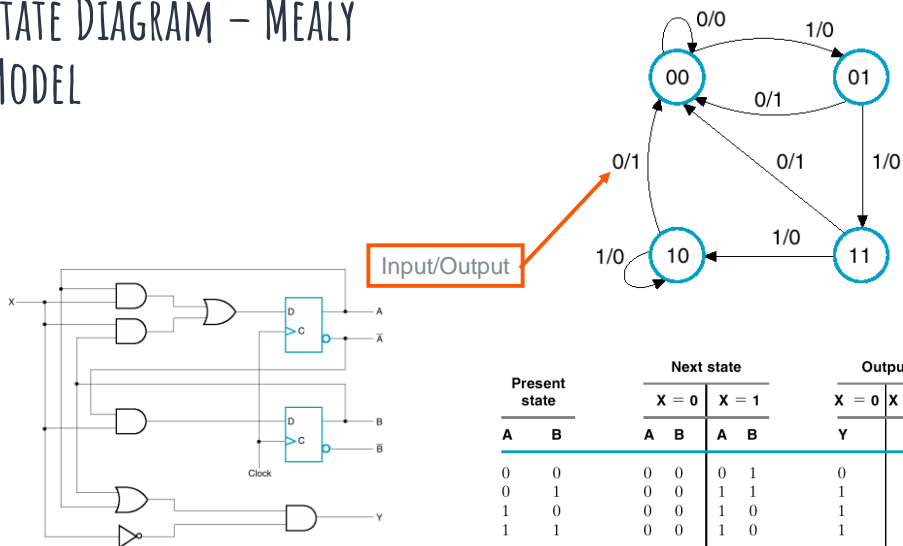 TATE DIAGRAM – MEALY
MODEL
0/0
1/0
00
01
0/1
0/1
0/1
1/0
1/0
1/0
10
11
Input/Output
X
D
C
A
A̅
D
C
B
B̅
Clock
Y
Present state
Next state
Outpu
X = 0 X = 1
X = 0 X
A B A B A B Y
0 0 0 0 0 1 0
0 1 0 0 1 1 1
1 0 0 0 1 0 1
1 1 0 0 1 0 1